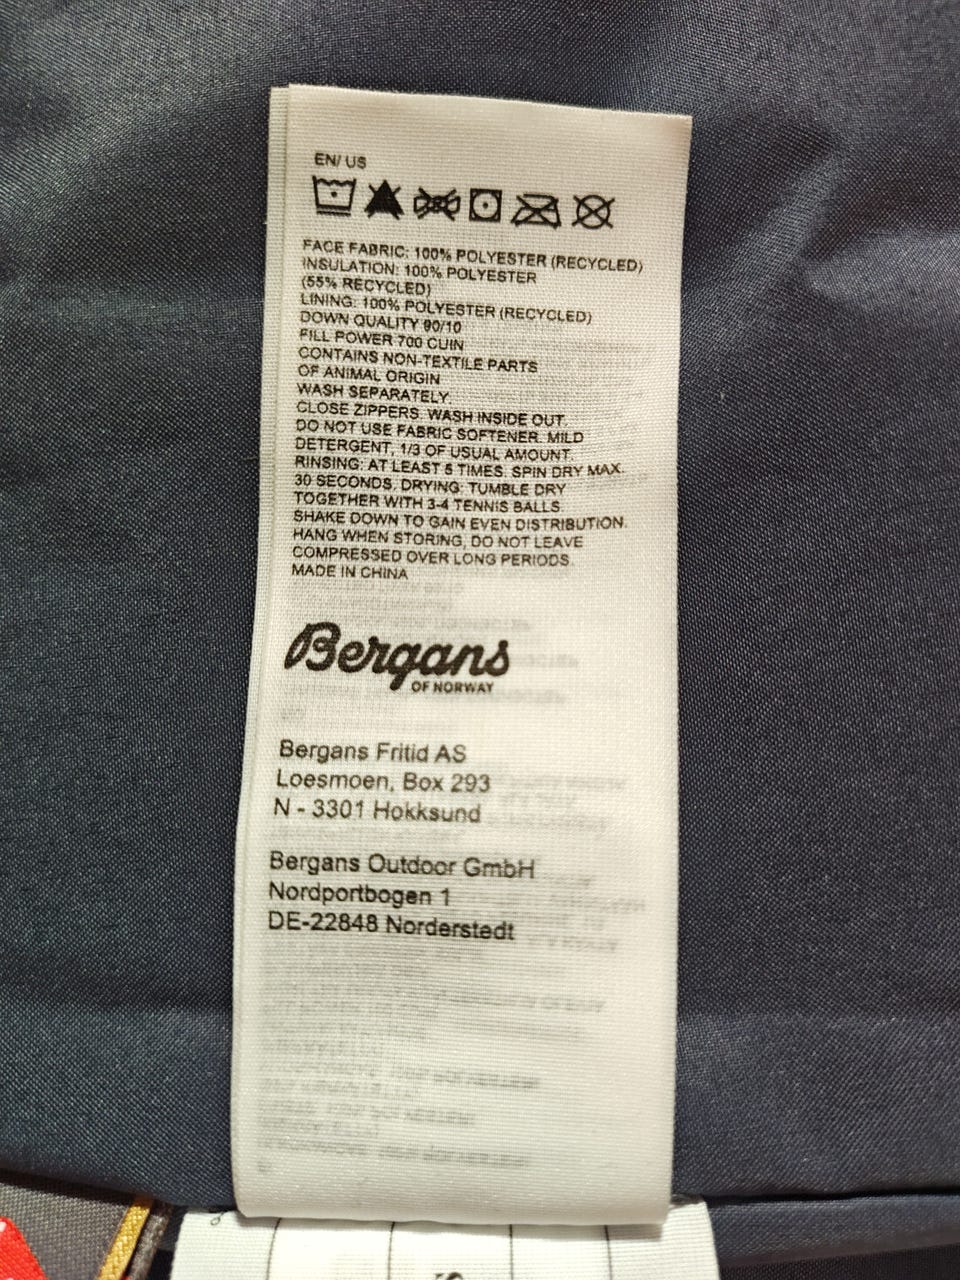 EN/ US
FACE FABRIC: 100% POLYESTER (RECYCLED)
INSULATION: 100% POLYESTER
(55% RECYCLED)
LINING: 100% POLYESTER (RECYCLED)
DOWN QUALITY 90/10
FILL POWER 700 CUIN
CONTAINS NON-TEXTILE PARTS
OF ANIMAL ORIGIN
WASH SEPARATELY.
CLOSE ZIPPERS. WASH INSIDE OUT.
DO NOT USE FABRIC SOFTENER. MILD
DETERGENT, 1/3 OF USUAL AMOUNT.
RINSING: AT LEAST 5 TIMES. SPIN DRY MAX.
30 SECONDS. DRYING: TUMBLE DRY
TOGETHER WITH 3-4 TENNIS BALLS.
SHAKE DOWN TO GAIN EVEN DISTRIBUTION.
HANG WHEN STORING, DO NOT LEAVE
COMPRESSED OVER LONG PERIODS.
MADE IN CHINA
Bergans
OF NORWAY
Bergans Fritid AS
Loesmoen, Box 293
N - 3301 Hokksund
Bergans Outdoor GmbH
Nordportbogen 1
DE-22848 Norderstedt